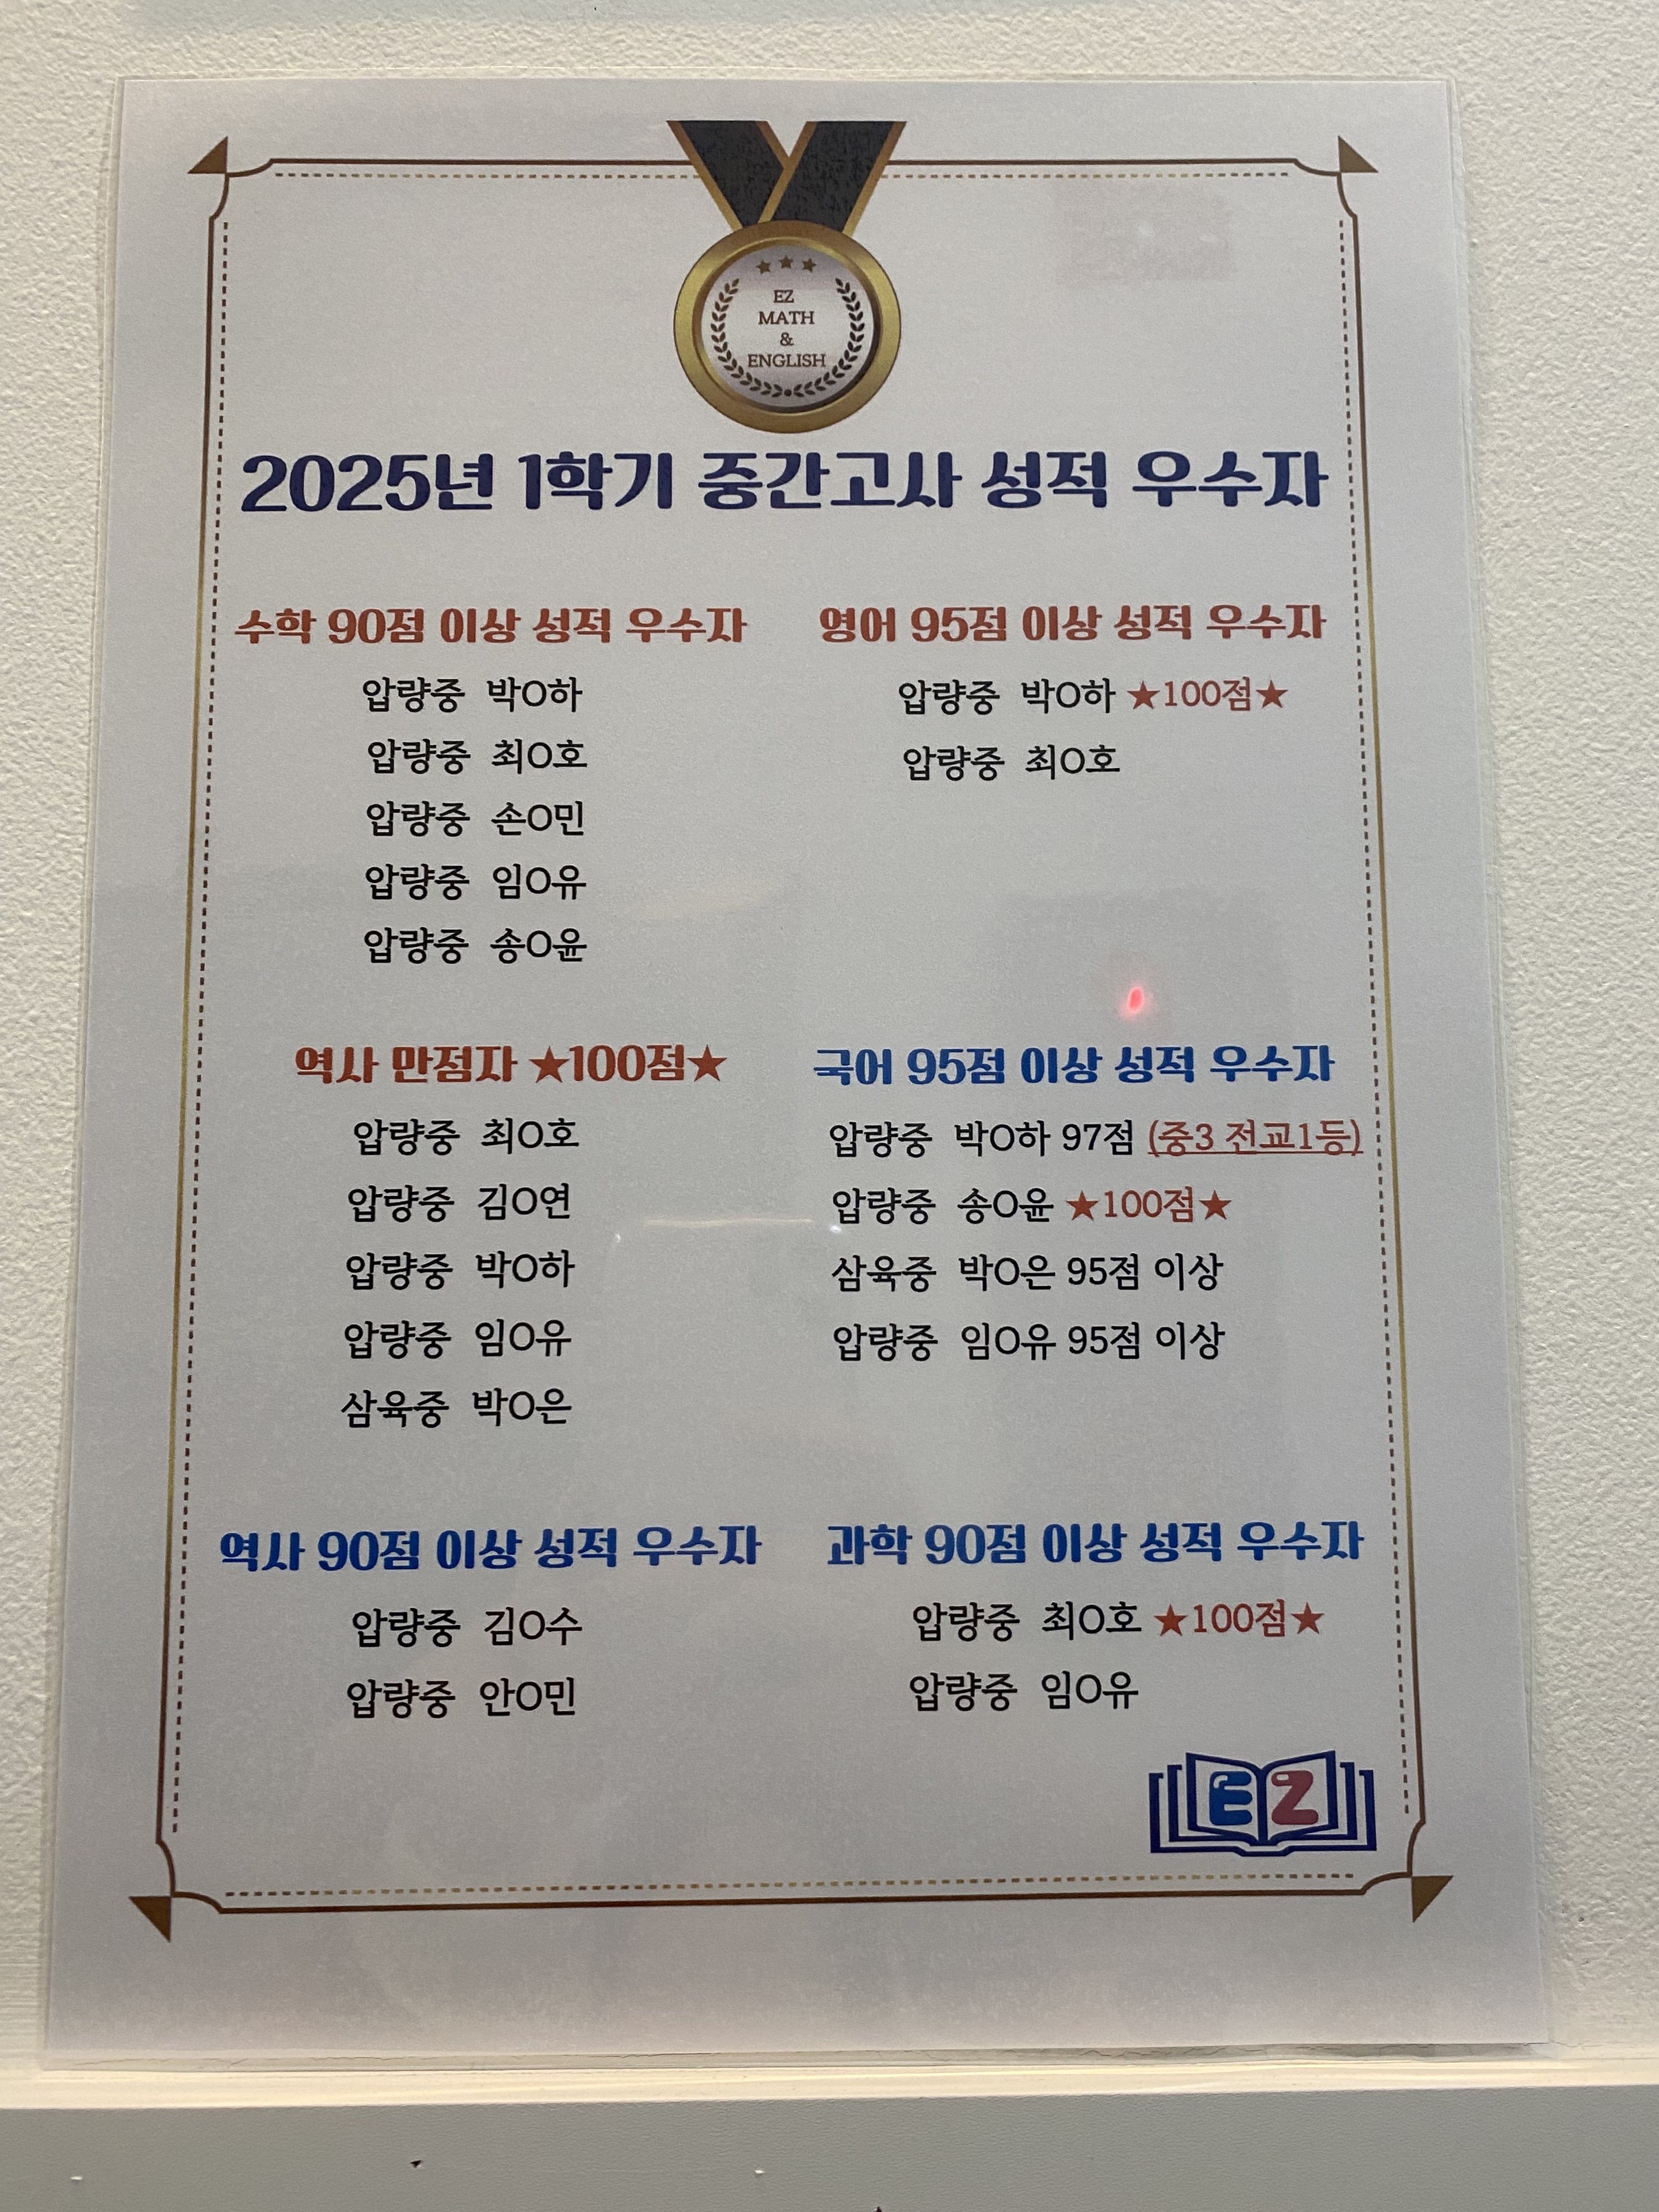 EZ
MATH
&
ENGLISH
2025년 1학기 중간고사 성적 우수자
수학 90점 이상 성적 우수자
압량중 박O하
압량중 최O호
압량중 손O민
압량중 임O유
압량중 송O윤
영어 95점 이상 성적 우수자
압량중 박O하 ★100점★
압량중 최O호
역사 만점자 ★100점★
압량중 최O호
압량중 김O연
압량중 박O하
압량중 임O유
삼육중 박O은
국어 95점 이상 성적 우수자
압량중 박O하 97점 (중3 전교1등)
압량중 송O윤 ★100점★
삼육중 박O은 95점 이상
압량중 임O유 95점 이상
역사 90점 이상 성적 우수자
압량중 김O수
압량중 안O민
과학 90점 이상 성적 우수자
압량중 최O호 ★100점★
압량중 임O유
EZ